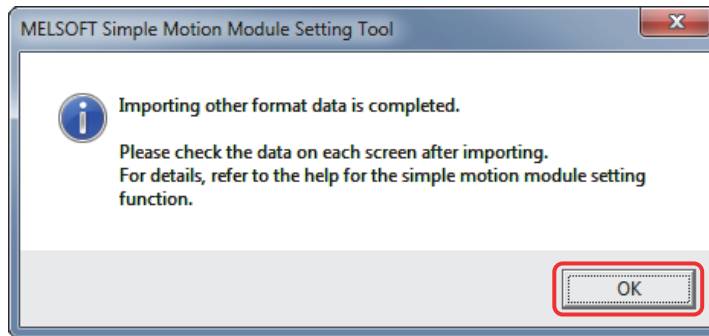 MELSOFT Simple Motion Module Setting Tool
Importing other format data is completed.
Please check the data on each screen after importing.
For details, refer to the help for the simple motion module setting
function.
OK